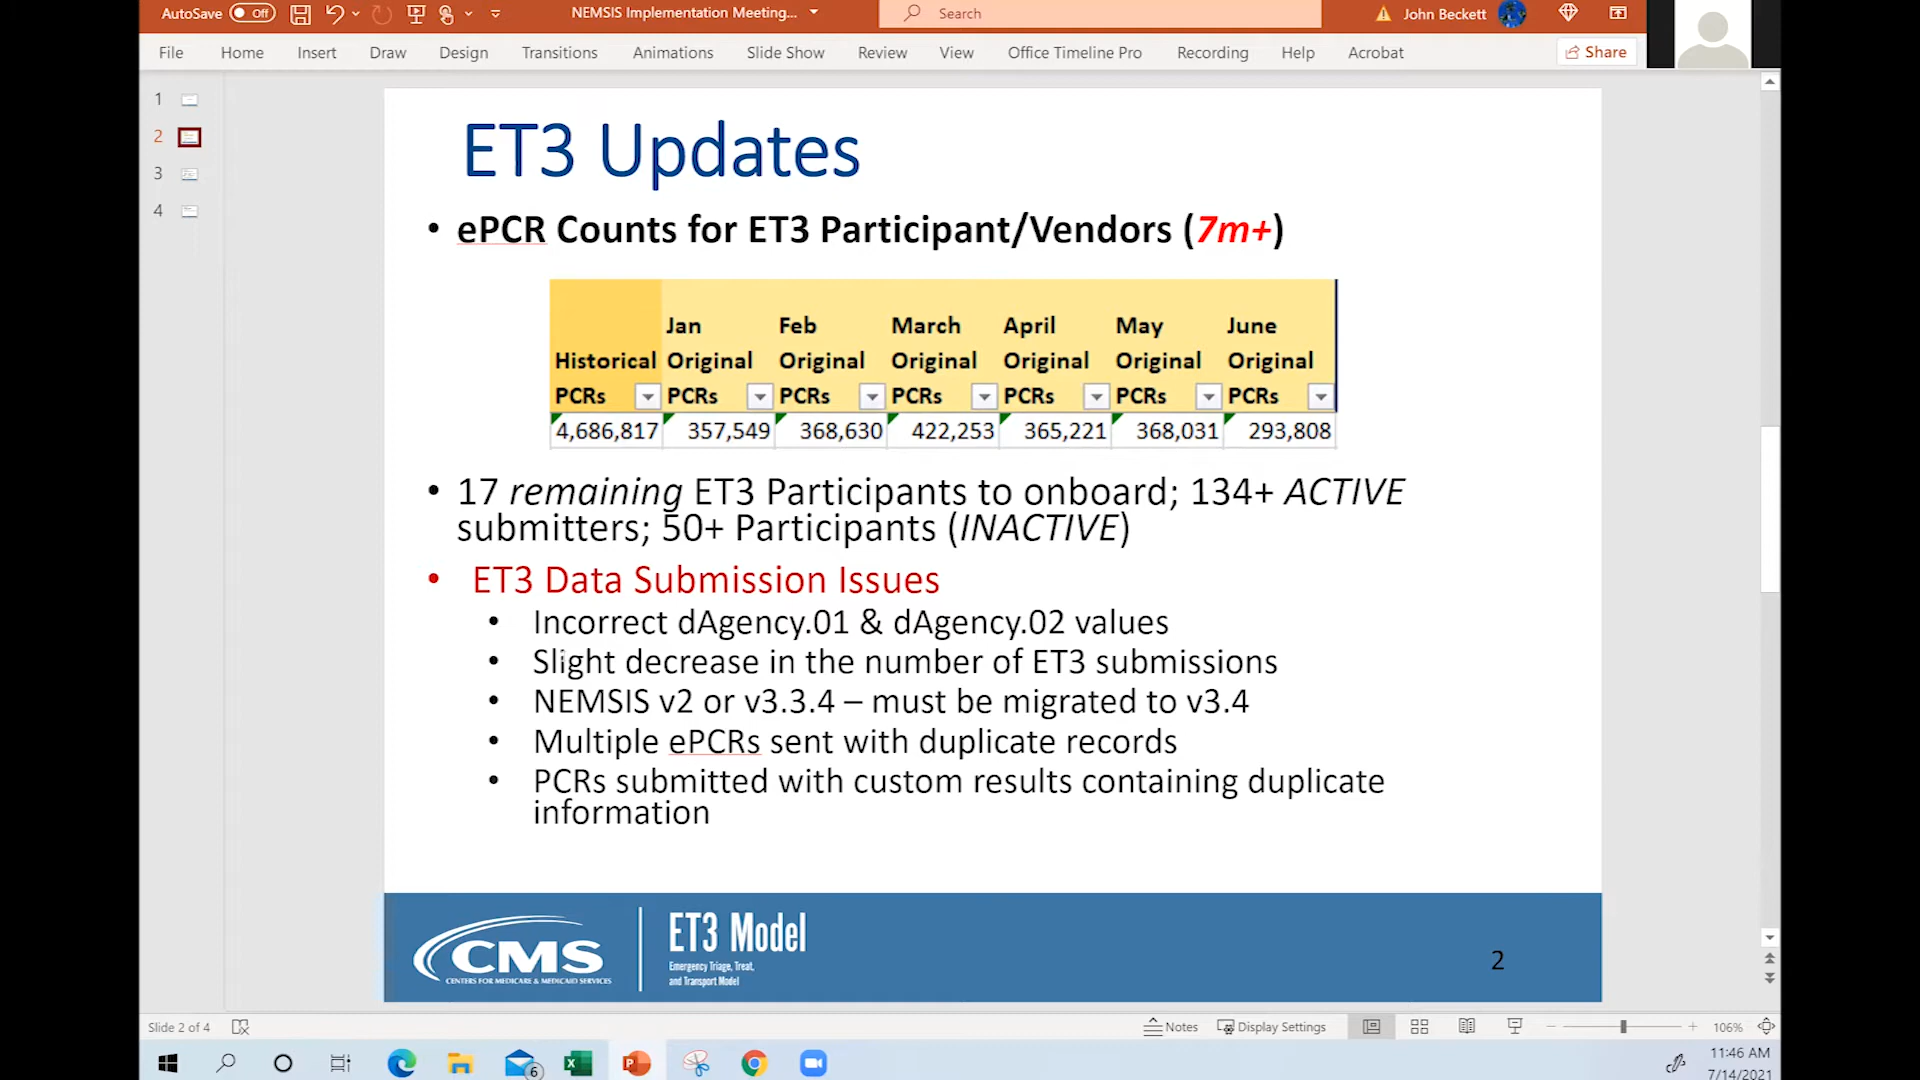 AutoSave Off NEMSIS Implementation Meeting... Search John Beckett
File Home Insert Draw Design Transitions Animations Slide Show Review View Office Timeline Pro Recording Help Acrobat Share
1
2
3
4
ET3 Updates
• ePCR Counts for ET3 Participant/Vendors (7m+)
Jan Feb March April May June
Historical Original Original Original Original Original Original
PCRs PCRs PCRs PCRs PCRs PCRs PCRs
4,686,817 357,549 368,630 422,253 365,221 368,031 293,808
• 17 remaining ET3 Participants to onboard; 134+ ACTIVE
submitters; 50+ Participants (INACTIVE)
• ET3 Data Submission Issues
• Incorrect dAgency.01 & dAgency.02 values
• Slight decrease in the number of ET3 submissions
• NEMSIS v2 or v3.3.4 – must be migrated to v3.4
• Multiple ePCRs sent with duplicate records
• PCRs submitted with custom results containing duplicate
information
CMS
CENTERS FOR MEDICARE & MEDICAID SERVICES
ET3 Model
Emergency Triage, Treat,
and Transport Model
2
Slide 2 of 4 Notes Display Settings 106%
6
11:46 AM
7/14/2021